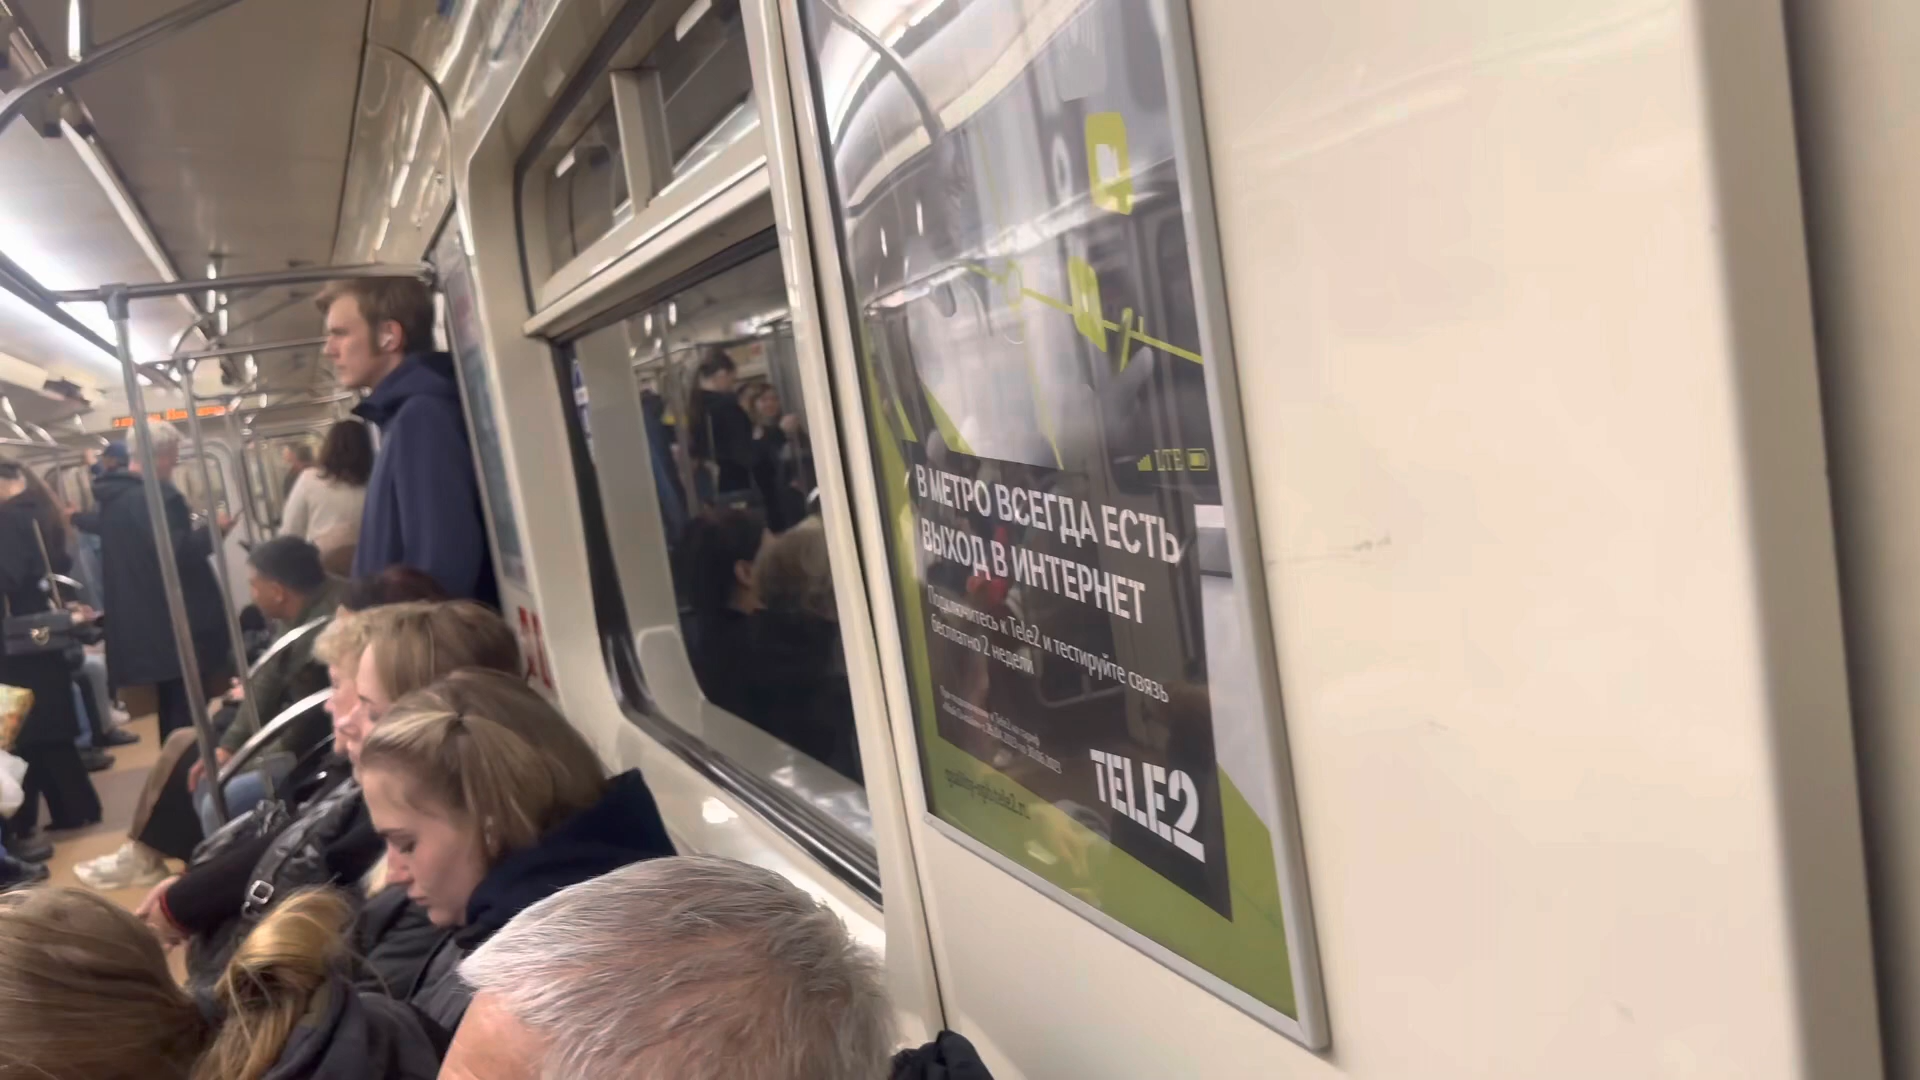 LTE
В МЕТРО ВСЕГДА ЕСТЬ
ВЫХОД В ИНТЕРНЕТ
Подключитесь к Tele2 и тестируйте связь
бесплатно 2 недели
TELE2